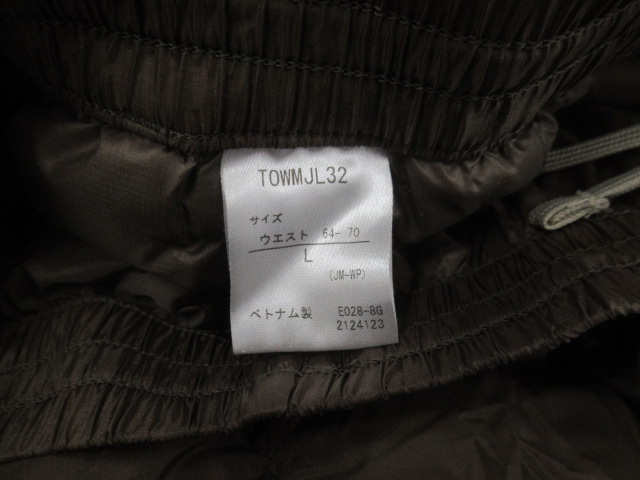 TOWMJL32
サイズ
ウエスト 64- 70
L
(JM-WP)
ベトナム製 E028-8G
2124123